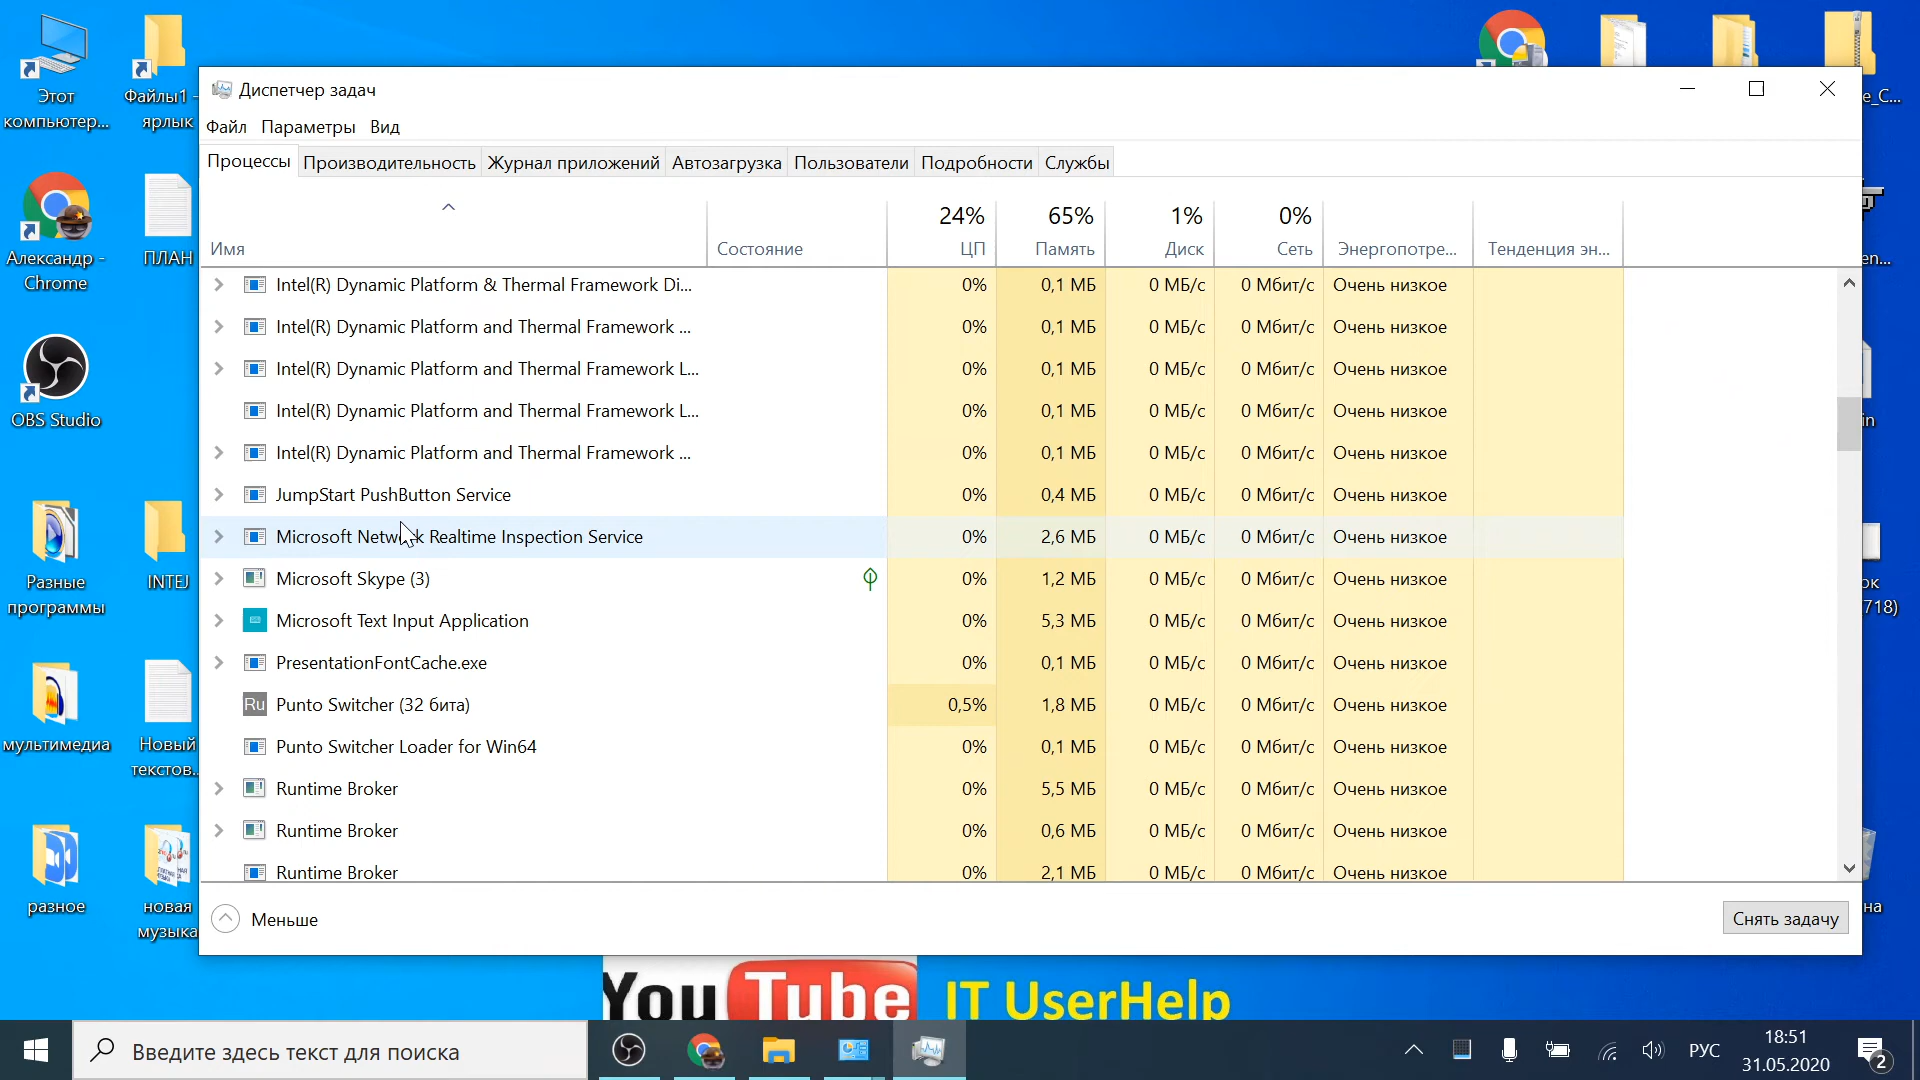 Этот
компьютер...
Файлы1 -
ярлык
Александр -
Chrome
ПЛАН
OBS Studio
Разные
программы
INTEJ
мультимедиа
Новый
текстов...
разное
новая
музыка
Диспетчер задач
Файл Параметры Вид
Процессы Производительность Журнал приложений Автозагрузка Пользователи Подробности Службы
24% 65% 1% 0%
Имя Состояние ЦП Память Диск Сеть Энергопотре... Тенденция эн...
Intel(R) Dynamic Platform & Thermal Framework Di... 0% 0,1 МБ 0 МБ/с 0 Мбит/с Очень низкое
Intel(R) Dynamic Platform and Thermal Framework ... 0% 0,1 МБ 0 МБ/с 0 Мбит/с Очень низкое
Intel(R) Dynamic Platform and Thermal Framework L... 0% 0,1 МБ 0 МБ/с 0 Мбит/с Очень низкое
Intel(R) Dynamic Platform and Thermal Framework L... 0% 0,1 МБ 0 МБ/с 0 Мбит/с Очень низкое
Intel(R) Dynamic Platform and Thermal Framework ... 0% 0,1 МБ 0 МБ/с 0 Мбит/с Очень низкое
JumpStart PushButton Service 0% 0,4 МБ 0 МБ/с 0 Мбит/с Очень низкое
Microsoft Network Realtime Inspection Service 0% 2,6 МБ 0 МБ/с 0 Мбит/с Очень низкое
Microsoft Skype (3) 0% 1,2 МБ 0 МБ/с 0 Мбит/с Очень низкое
Microsoft Text Input Application 0% 5,3 МБ 0 МБ/с 0 Мбит/с Очень низкое
PresentationFontCache.exe 0% 0,1 МБ 0 МБ/с 0 Мбит/с Очень низкое
Ru Punto Switcher (32 бита) 0,5% 1,8 МБ 0 МБ/с 0 Мбит/с Очень низкое
Punto Switcher Loader for Win64 0% 0,1 МБ 0 МБ/с 0 Мбит/с Очень низкое
Runtime Broker 0% 5,5 МБ 0 МБ/с 0 Мбит/с Очень низкое
Runtime Broker 0% 0,6 МБ 0 МБ/с 0 Мбит/с Очень низкое
Runtime Broker 0% 2,1 МБ 0 МБ/с 0 Мбит/с Очень низкое
Меньше
Снять задачу
e_C...
en...
in
ок
718)
на
YouTube IT UserHelp
Введите здесь текст для поиска
РУС
18:51
31.05.2020
2